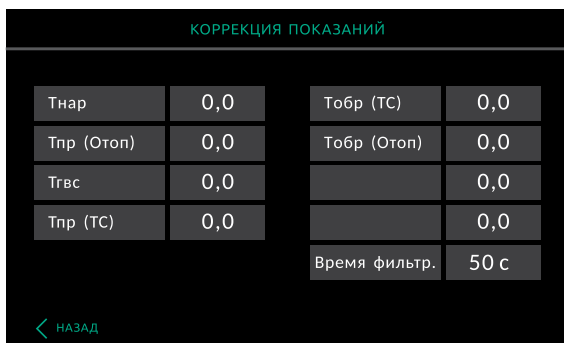 КОРРЕКЦИЯ ПОКАЗАНИЙ
Тнар 0,0 Тобр (ТС) 0,0
Тпр (Отоп) 0,0 Тобр (Отоп) 0,0
Тгвс 0,0 0,0
Тпр (ТС) 0,0 0,0
Время фильтр. 50 с
НАЗАД